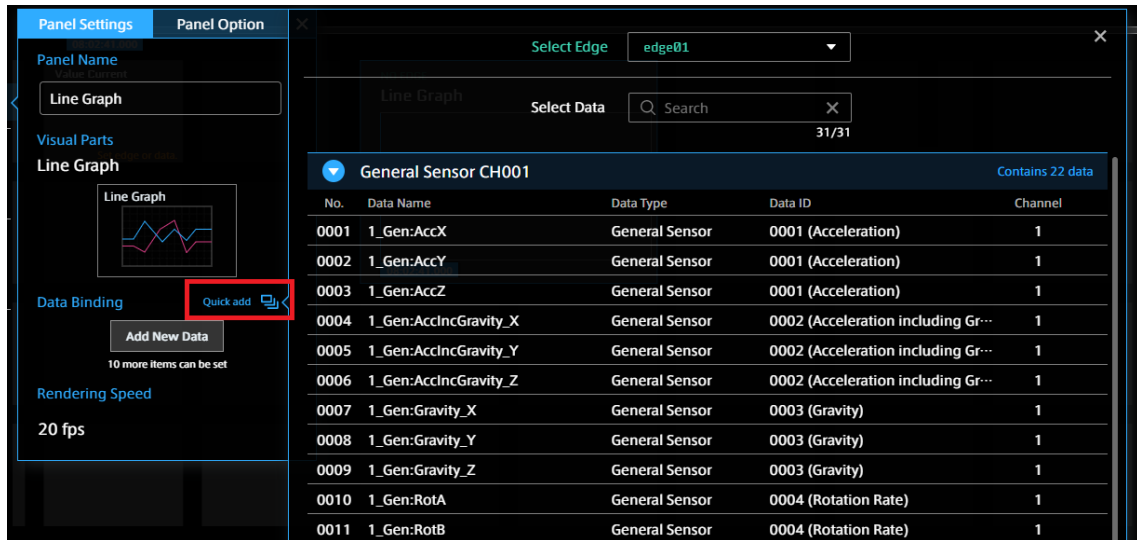 Panel Settings Panel Option
Panel Name
Value Current
Line Graph
Visual Parts
Line Graph
Line Graph
Data Binding Quick add
Add New Data
10 more items can be set
Rendering Speed
20 fps
Select Edge edge01
Line Graph
Select Data Search
31/31
General Sensor CH001 Contains 22 data
No. Data Name Data Type Data ID Channel
0001 1_Gen:AccX General Sensor 0001 (Acceleration) 1
0002 1_Gen:AccY General Sensor 0001 (Acceleration) 1
0003 1_Gen:AccZ General Sensor 0001 (Acceleration) 1
0004 1_Gen:AccIncGravity_X General Sensor 0002 (Acceleration including Gr··· 1
0005 1_Gen:AccIncGravity_Y General Sensor 0002 (Acceleration including Gr··· 1
0006 1_Gen:AccIncGravity_Z General Sensor 0002 (Acceleration including Gr··· 1
0007 1_Gen:Gravity_X General Sensor 0003 (Gravity) 1
0008 1_Gen:Gravity_Y General Sensor 0003 (Gravity) 1
0009 1_Gen:Gravity_Z General Sensor 0003 (Gravity) 1
0010 1_Gen:RotA General Sensor 0004 (Rotation Rate) 1
0011 1_Gen:RotB General Sensor 0004 (Rotation Rate) 1